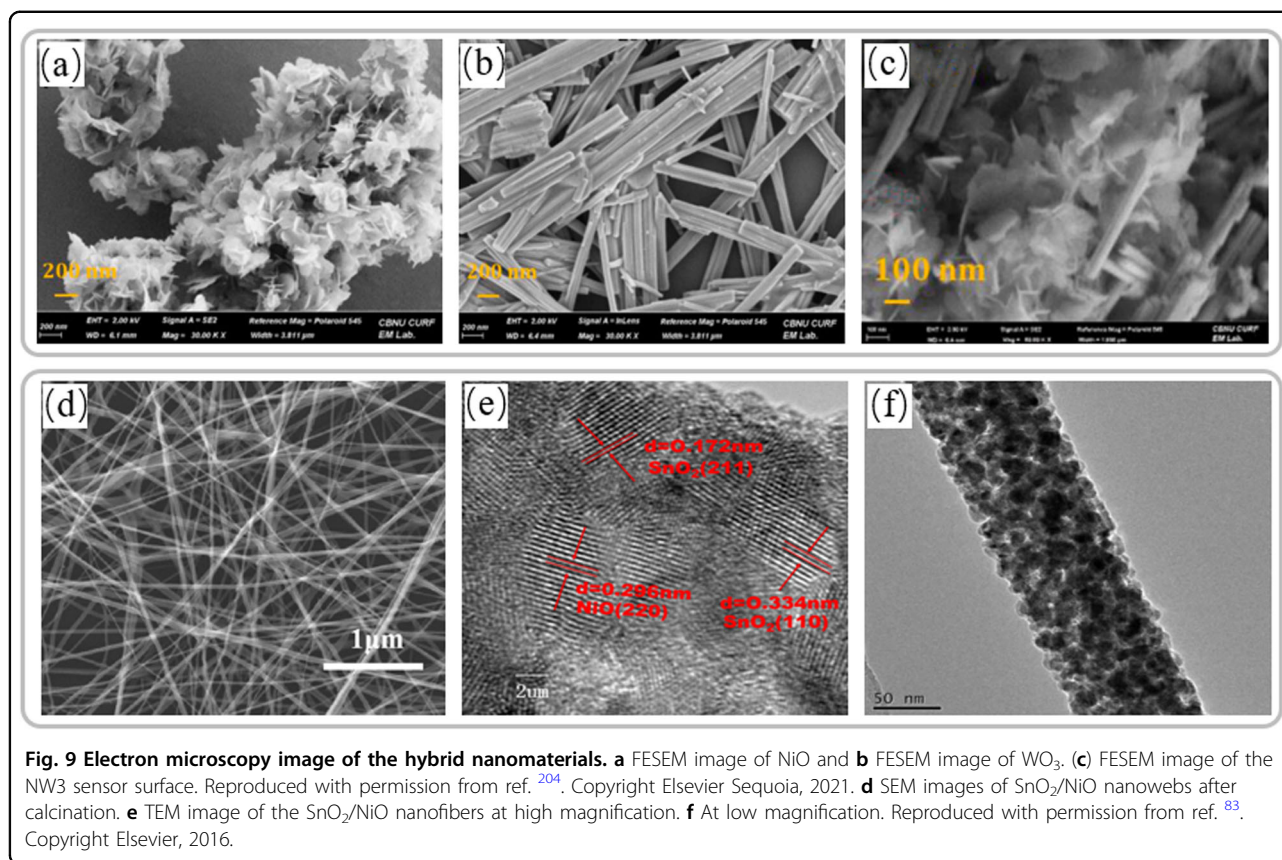 (a)
200 nm
200 nm
EHT = 2.00 kV
Signal A = SE2
Reference Mag = Polaroid 545
CBNU CURF
WD = 6.1 mm
Mag = 30.00 K X
Width = 3.811 µm
EM Lab.
(b)
200 nm
200 nm
EHT = 2.00 kV
Signal A = InLens
Reference Mag = Polaroid 545
CBNU CURF
WD = 6.4 mm
Mag = 30.00 K X
Width = 3.811 µm
EM Lab.
(c)
100 nm
100 nm
CBNU CURF
EM Lab.
(d)
1µm
(e)
d=0.172nm
SnO₂(211)
d=0.296nm
NiO(220)
d=0.334nm
SnO₂(110)
2um
(f)
50 nm
Fig. 9 Electron microscopy image of the hybrid nanomaterials. a FESEM image of NiO and b FESEM image of WO₃. (c) FESEM image of the
NW3 sensor surface. Reproduced with permission from ref. ²⁰⁴. Copyright Elsevier Sequoia, 2021. d SEM images of SnO₂/NiO nanowebs after
calcination. e TEM image of the SnO₂/NiO nanofibers at high magnification. f At low magnification. Reproduced with permission from ref. ⁸³.
Copyright Elsevier, 2016.